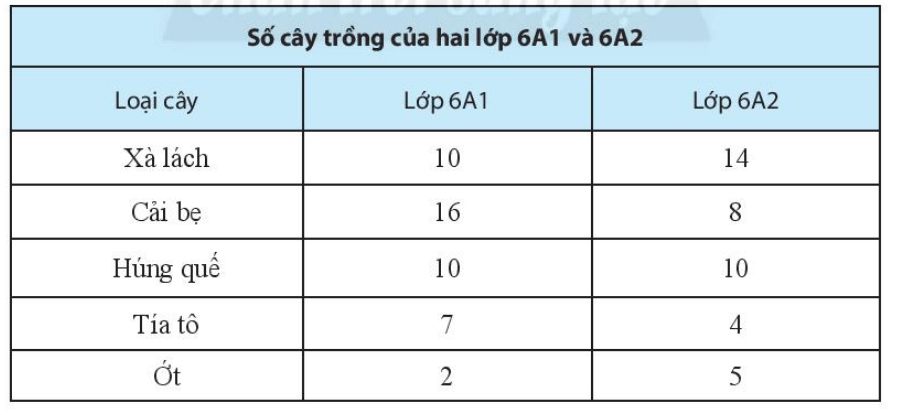 Số cây trồng của hai lớp 6A1 và 6A2
Loại cây Lớp 6A1 Lớp 6A2
Xà lách 10 14
Cải bẹ 16 8
Húng quế 10 10
Tía tô 7 4
Ớt 2 5